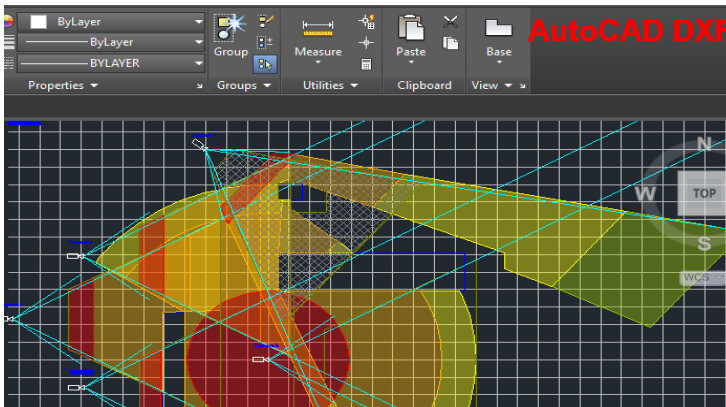 ByLayer
ByLayer
BYLAYER
Properties
Group
Groups
Measure
Utilities
Paste
Clipboard
Base
View
AutoCAD DXF
N
W
TOP
S
WCS